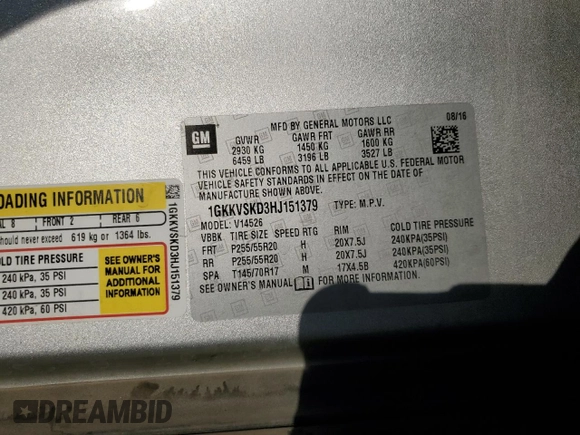 GM
MFD BY GENERAL MOTORS LLC
08/16
GVWR GAWR FRT GAWR RR
2930 KG 1450 KG 1600 KG
6459 LB 3196 LB 3527 LB
THIS VEHICLE CONFORMS TO ALL APPLICABLE U.S. FEDERAL MOTOR
VEHICLE SAFETY STANDARDS IN EFFECT ON THE DATE OF
MANUFACTURE SHOWN ABOVE.
1GKKVSKD3HJ151379 TYPE: M.P.V.
MODEL: V14526
VBBK TIRE SIZE SPEED RTG RIM COLD TIRE PRESSURE
FRT P255/55R20 H 20X7.5J 240KPA(35PSI)
RR P255/55R20 H 20X7.5J 240KPA(35PSI)
SPA T145/70R17 M 17X4.5B 420KPA(60PSI)
SEE OWNER'S MANUAL FOR MORE INFORMATION.
OADING INFORMATION
AL 8 FRONT 2 REAR 6
hould never exceed 619 kg or 1364 lbs.
OLD TIRE PRESSURE
240 kPa, 35 PSI
240 kPa, 35 PSI
420 kPa, 60 PSI
SEE OWNER'S
MANUAL FOR
ADDITIONAL
INFORMATION
1GKKVSKD3HJ151379
DREAMBID